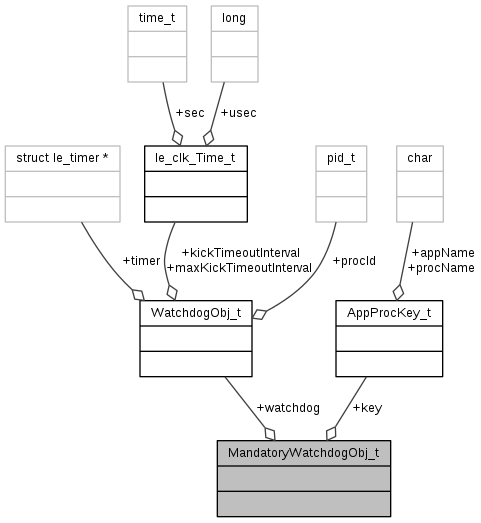 time_t
long
+sec
+usec
struct le_timer *
le_clk_Time_t
pid_t
char
+timer
+kickTimeoutInterval
+maxKickTimeoutInterval
+procId
+appName
+procName
WatchdogObj_t
AppProcKey_t
+watchdog
+key
MandatoryWatchdogObj_t